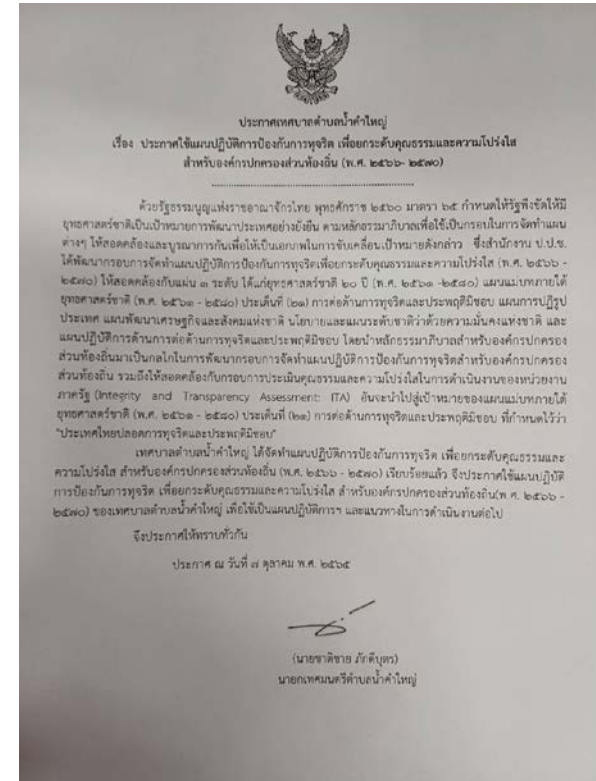 ประกาศเทศบาลตำบลน้ำคำใหญ่
เรื่อง ประกาศใช้แผนปฏิบัติการป้องกันการทุจริต เพื่อยกระดับคุณธรรมและความโปร่งใส
สำหรับองค์กรปกครองส่วนท้องถิ่น (พ.ศ. ๒๕๖๖- ๒๕๗๐)
ด้วยรัฐธรรมนูญแห่งราชอาณาจักรไทย พุทธศักราช ๒๕๖๐ มาตรา ๖๕ กำหนดให้รัฐพึงจัดให้มี
ยุทธศาสตร์ชาติเป็นเป้าหมายการพัฒนาประเทศอย่างยั่งยืน ตามหลักธรรมาภิบาลเพื่อใช้เป็นกรอบในการจัดทำแผน
ต่างๆ ให้สอดคล้องและบูรณาการกันเพื่อให้เป็นเอกภาพในการขับเคลื่อนเป้าหมายดังกล่าว ซึ่งสำนักงาน ป.ป.ช.
ได้พัฒนากรอบการจัดทำแผนปฏิบัติการป้องกันการทุจริตเพื่อยกระดับคุณธรรมและความโปร่งใส (พ.ศ. ๒๕๖๖ -
๒๕๗๐) ให้สอดคล้องกับแผน ๓ ระดับ ได้แก่ยุทธศาสตร์ชาติ ๒๐ ปี (พ.ศ. ๒๕๖๑ -๒๕๘๐) แผนแม่บทภายใต้
ยุทธศาสตร์ชาติ (พ.ศ. ๒๕๖๑ - ๒๕๘๐) ประเด็นที่ (๒๑) การต่อต้านการทุจริตและประพฤติมิชอบ แผนการปฏิรูป
ประเทศ แผนพัฒนาเศรษฐกิจและสังคมแห่งชาติ นโยบายและแผนระดับชาติว่าด้วยความมั่นคงแห่งชาติ และ
แผนปฏิบัติการด้านการต่อต้านการทุจริตและประพฤติมิชอบ โดยนำหลักธรรมาภิบาลสำหรับองค์กรปกครอง
ส่วนท้องถิ่นมาเป็นกลไกในการพัฒนากรอบการจัดทำแผนปฏิบัติการป้องกันการทุจริตสำหรับองค์กรปกครอง
ส่วนท้องถิ่น รวมถึงให้สอดคล้องกับกรอบการประเมินคุณธรรมและความโปร่งใสในการดำเนินงานของหน่วยงาน
ภาครัฐ (Integrity and Transparency Assessment: ITA) อันจะนำไปสู่เป้าหมายของแผนแม่บทภายใต้
ยุทธศาสตร์ชาติ (พ.ศ. ๒๕๖๑ - ๒๕๘๐) ประเด็นที่ (๒๑) การต่อต้านการทุจริตและประพฤติมิชอบ ที่กำหนดไว้ว่า
"ประเทศไทยปลอดการทุจริตและประพฤติมิชอบ"
เทศบาลตำบลน้ำคำใหญ่ ได้จัดทำแผนปฏิบัติการป้องกันการทุจริต เพื่อยกระดับคุณธรรมและ
ความโปร่งใส สำหรับองค์กรปกครองส่วนท้องถิ่น (พ.ศ. ๒๕๖๖ - ๒๕๗๐) เรียบร้อยแล้ว จึงประกาศใช้แผนปฏิบัติ
การป้องกันการทุจริต เพื่อยกระดับคุณธรรมและความโปร่งใส สำหรับองค์กรปกครองส่วนท้องถิ่น(พ.ศ. ๒๕๖๖ -
๒๕๗๐) ของเทศบาลตำบลน้ำคำใหญ่ เพื่อใช้เป็นแผนปฏิบัติการฯ และแนวทางในการดำเนินงานต่อไป
จึงประกาศให้ทราบทั่วกัน
ประกาศ ณ วันที่ ๗ ตุลาคม พ.ศ. ๒๕๖๕
(นายชาติชาย ภักดีบุตร)
นายกเทศมนตรีตำบลน้ำคำใหญ่